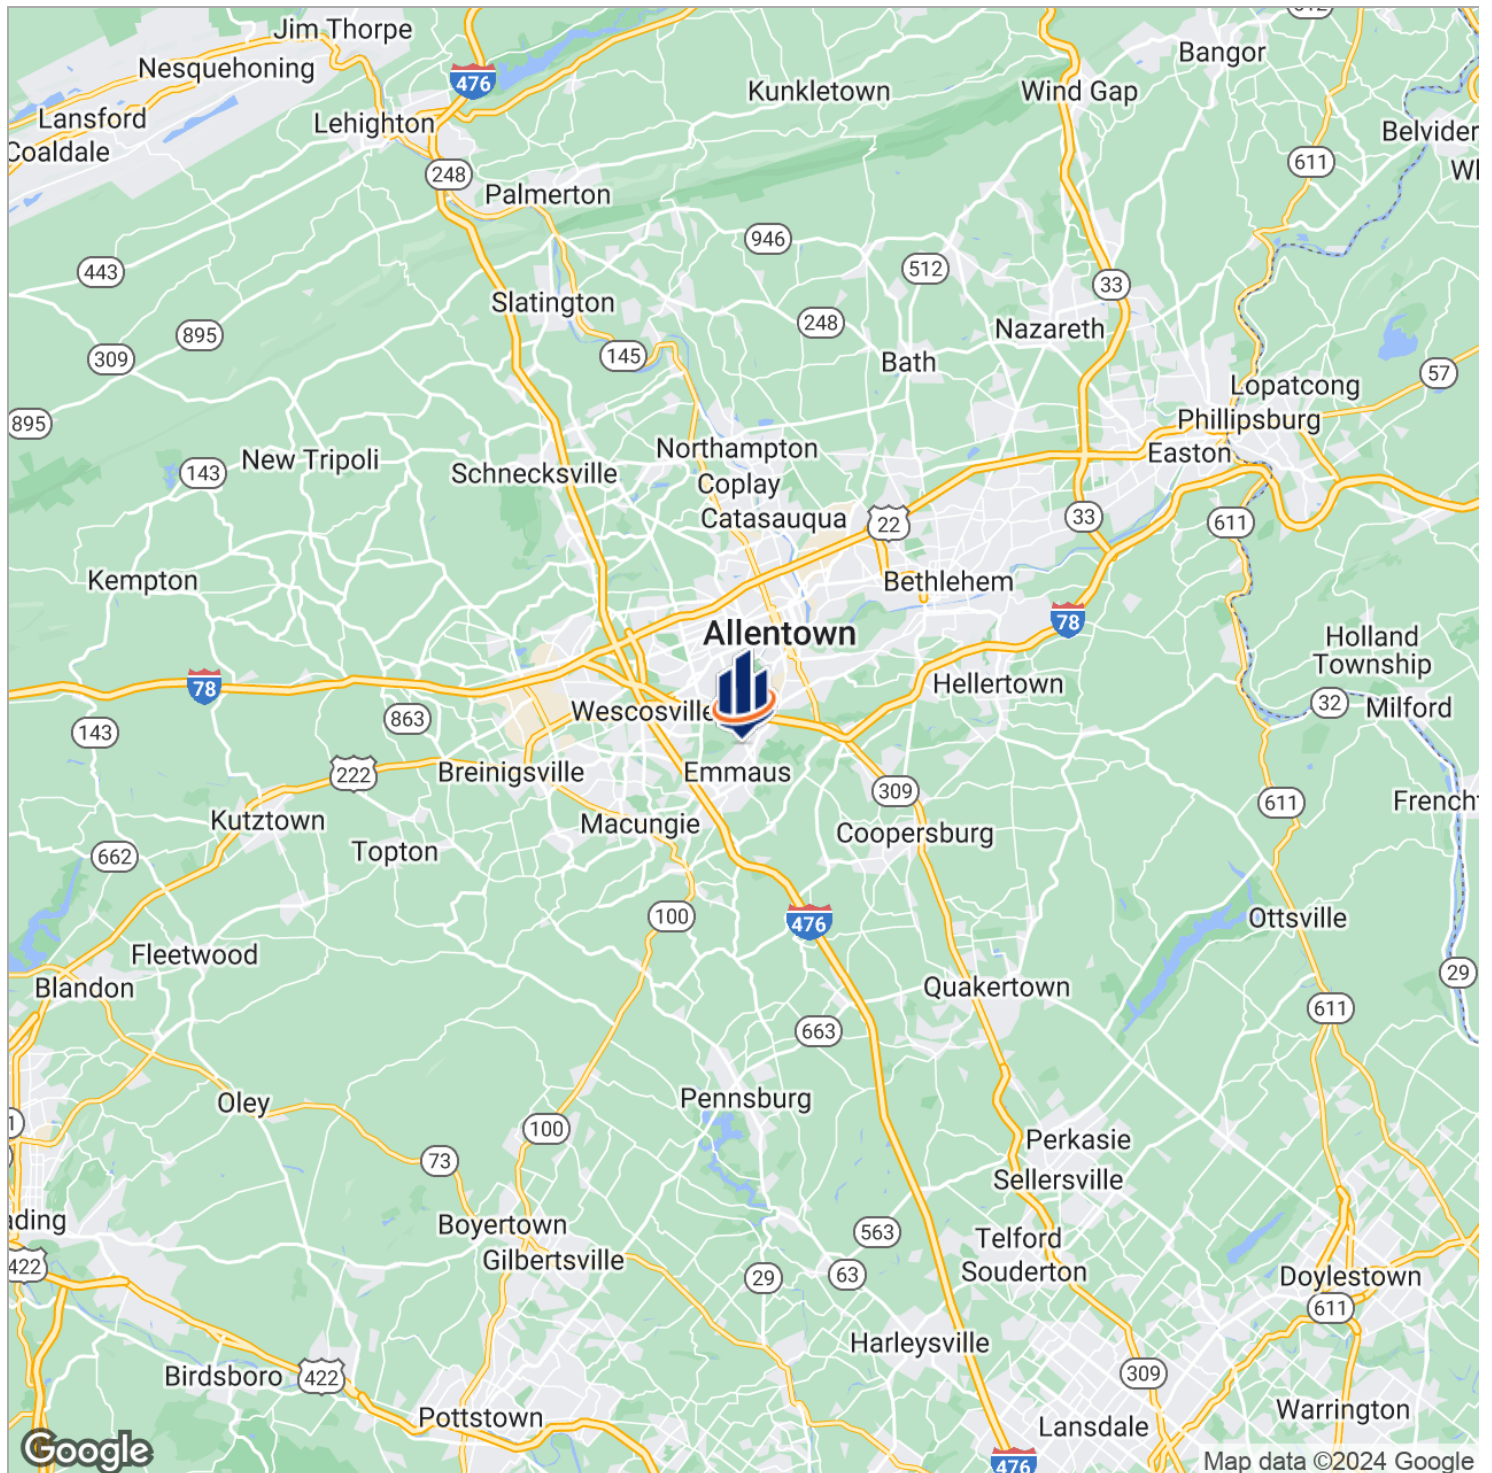 512
Jim Thorpe
Bangor
Nesquehoning
476
Kunkletown
Wind Gap
Lansford
Lehighton
Belvider
Coaldale
611
Wh
248
Palmerton
946
443
512
33
Slatington
895
248
Nazareth
309
145
Bath
57
Lopatcong
895
Phillipsburg
Northampton
Easton
New Tripoli
143
Schnecksville
Coplay
Catasauqua
22
33
611
Kempton
Bethlehem
78
Allentown
Holland
Township
78
Hellertown
32
Milford
863
Wescosville
143
222
Breinigsville
Emmaus
309
611
Frencht
Kutztown
Macungie
Coopersburg
662
Topton
100
476
Ottsville
Fleetwood
29
Blandon
Quakertown
611
663
Oley
Pennsburg
1
100
Perkasie
73
Sellersville
ading
Boyertown
563
Telford
422
Gilbertsville
29
63
Souderton
Doylestown
611
Harleysville
Birdsboro
422
309
Pottstown
Lansdale
Warrington
Google
476
Map data ©2024 Google